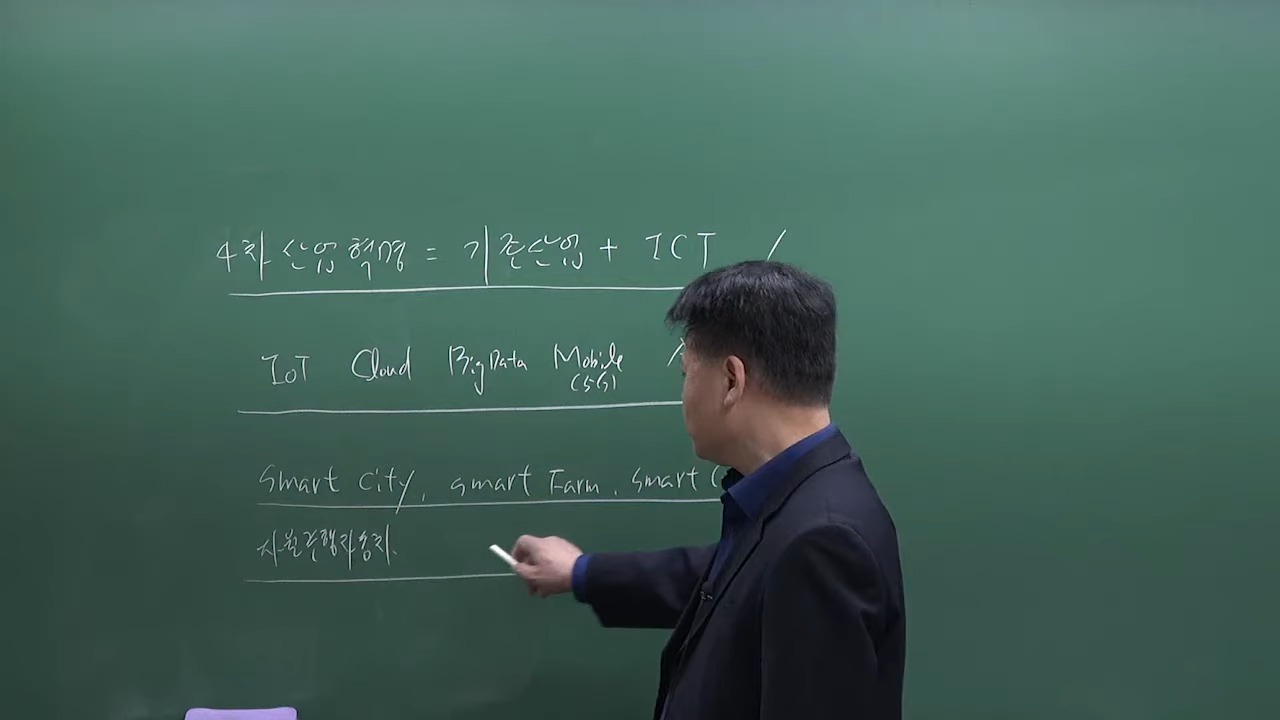 4차 산업혁명 = 기존산업 + ICT /
IoT Cloud BigData Mobile
(5G)
Smart City, smart Farm, smart
자율주행자동차,